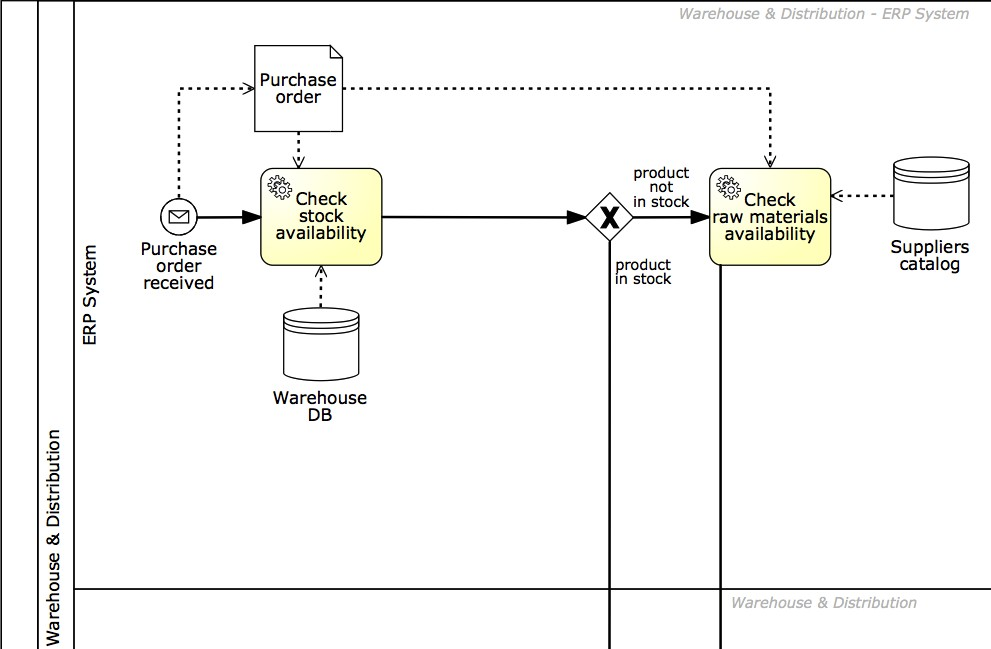 Warehouse & Distribution - ERP System
Purchase
order
product
not
in stock
Check
stock
availability
Check
raw materials
availability
X
Purchase
order
received
product
in stock
Suppliers
catalog
ERP System
Warehouse
DB
Warehouse & Distribution
Warehouse & Distribution